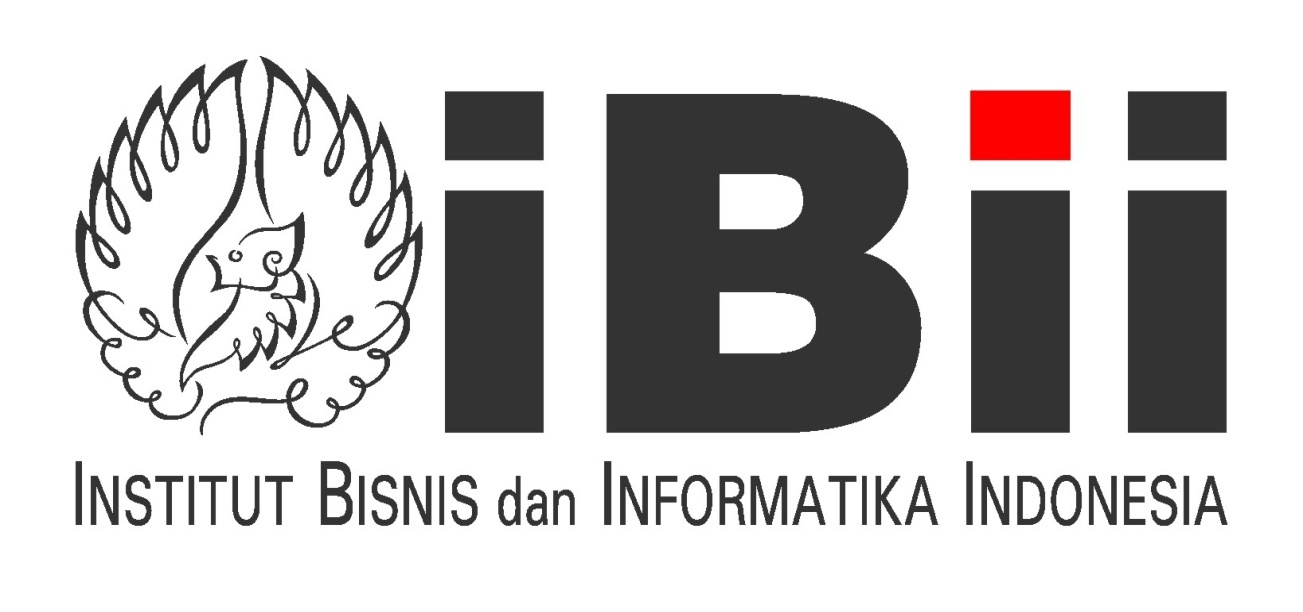 iBii
INSTITUT BISNIS dan INFORMATIKA INDONESIA